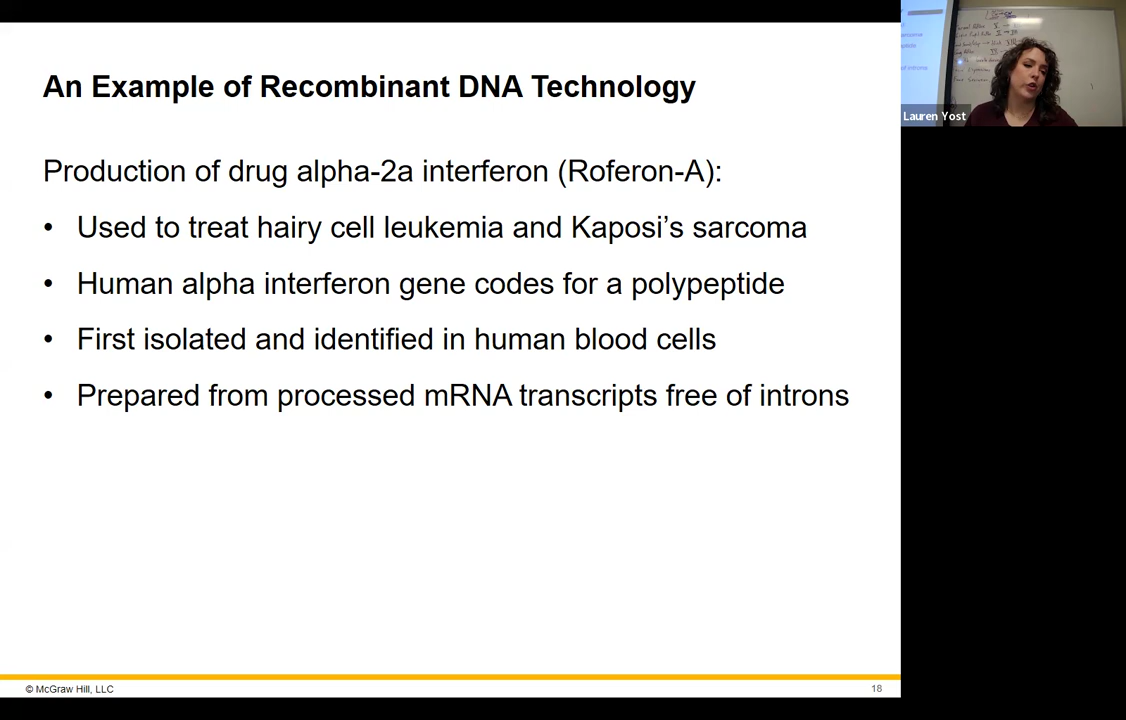 An Example of Recombinant DNA Technology
Production of drug alpha-2a interferon (Roferon-A):
• Used to treat hairy cell leukemia and Kaposi’s sarcoma
• Human alpha interferon gene codes for a polypeptide
• First isolated and identified in human blood cells
• Prepared from processed mRNA transcripts free of introns
© McGraw Hill, LLC
18
Lauren Yost